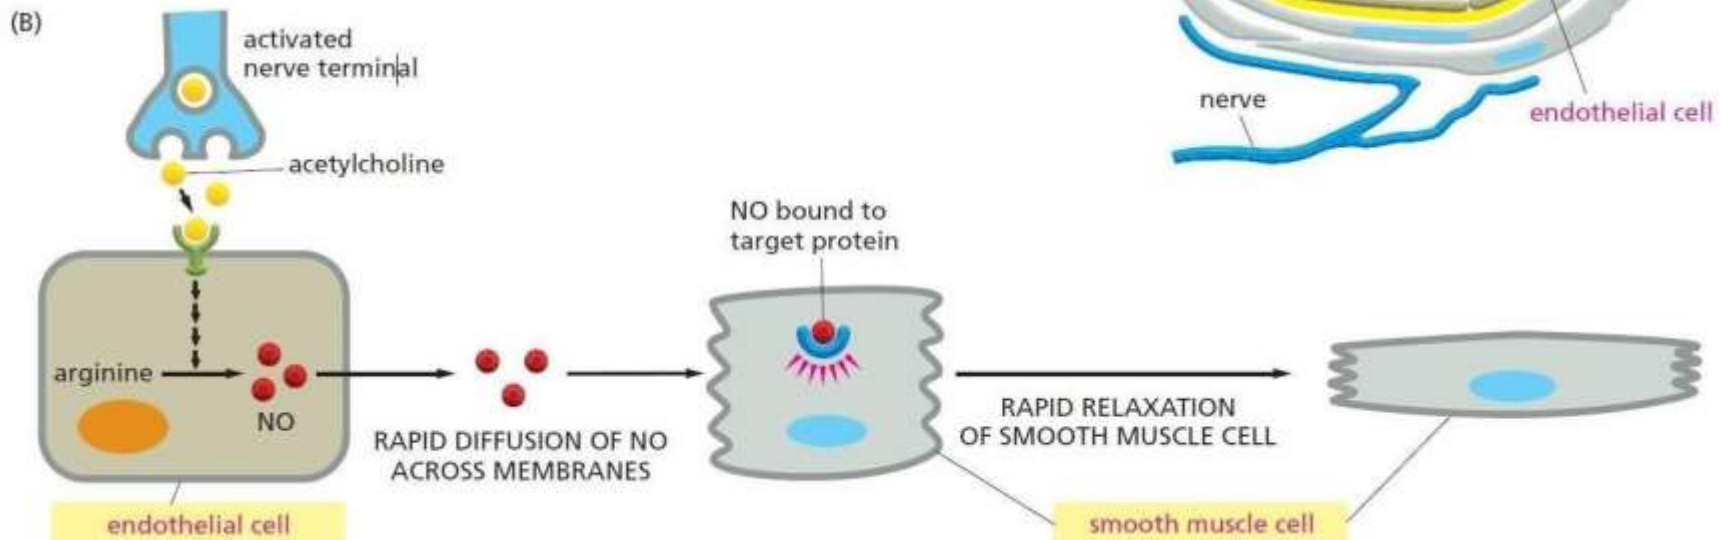 (B)
activated
nerve terminal
acetylcholine
nerve
endothelial cell
NO bound to
target protein
arginine
NO
RAPID DIFFUSION OF NO
ACROSS MEMBRANES
RAPID RELAXATION
OF SMOOTH MUSCLE CELL
endothelial cell
smooth muscle cell